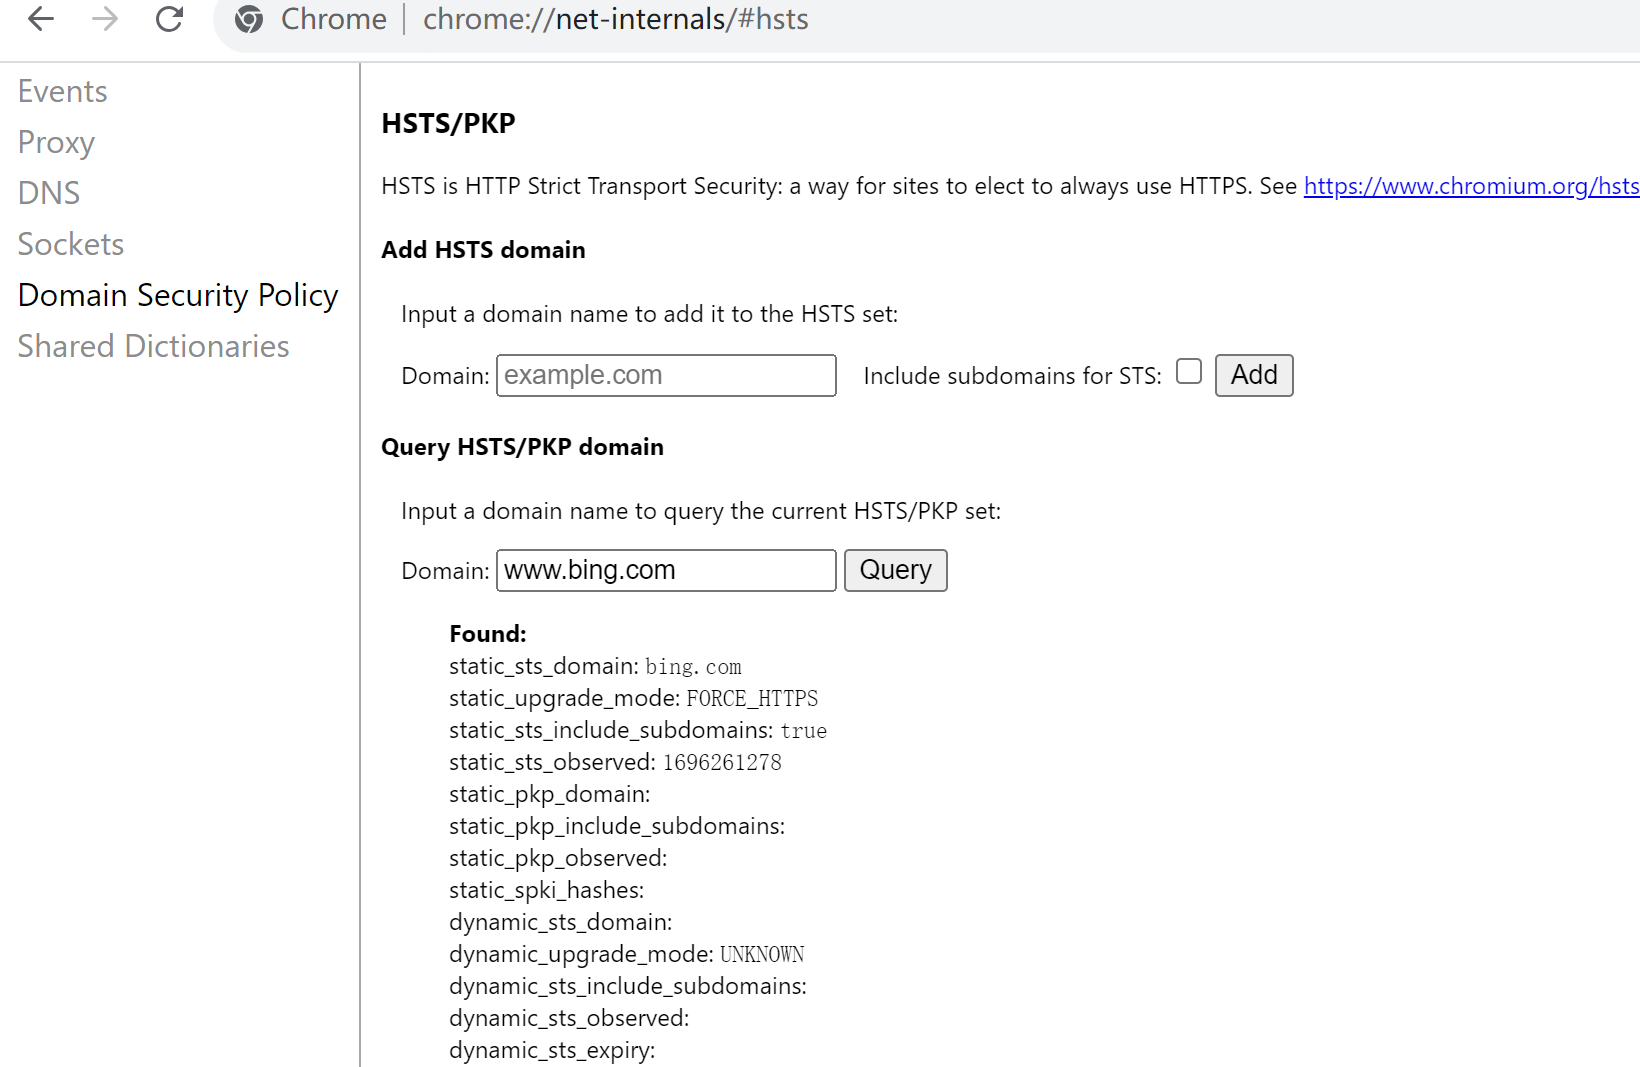 Chrome chrome://net-internals/#hsts
Events
Proxy
DNS
Sockets
Domain Security Policy
Shared Dictionaries
HSTS/PKP
HSTS is HTTP Strict Transport Security: a way for sites to elect to always use HTTPS. See https://www.chromium.org/hsts
Add HSTS domain
Input a domain name to add it to the HSTS set:
Domain: example.com Include subdomains for STS: Add
Query HSTS/PKP domain
Input a domain name to query the current HSTS/PKP set:
Domain: www.bing.com Query
Found:
static_sts_domain: bing.com
static_upgrade_mode: FORCE_HTTPS
static_sts_include_subdomains: true
static_sts_observed: 1696261278
static_pkp_domain:
static_pkp_include_subdomains:
static_pkp_observed:
static_spki_hashes:
dynamic_sts_domain:
dynamic_upgrade_mode: UNKNOWN
dynamic_sts_include_subdomains:
dynamic_sts_observed:
dynamic_sts_expiry: